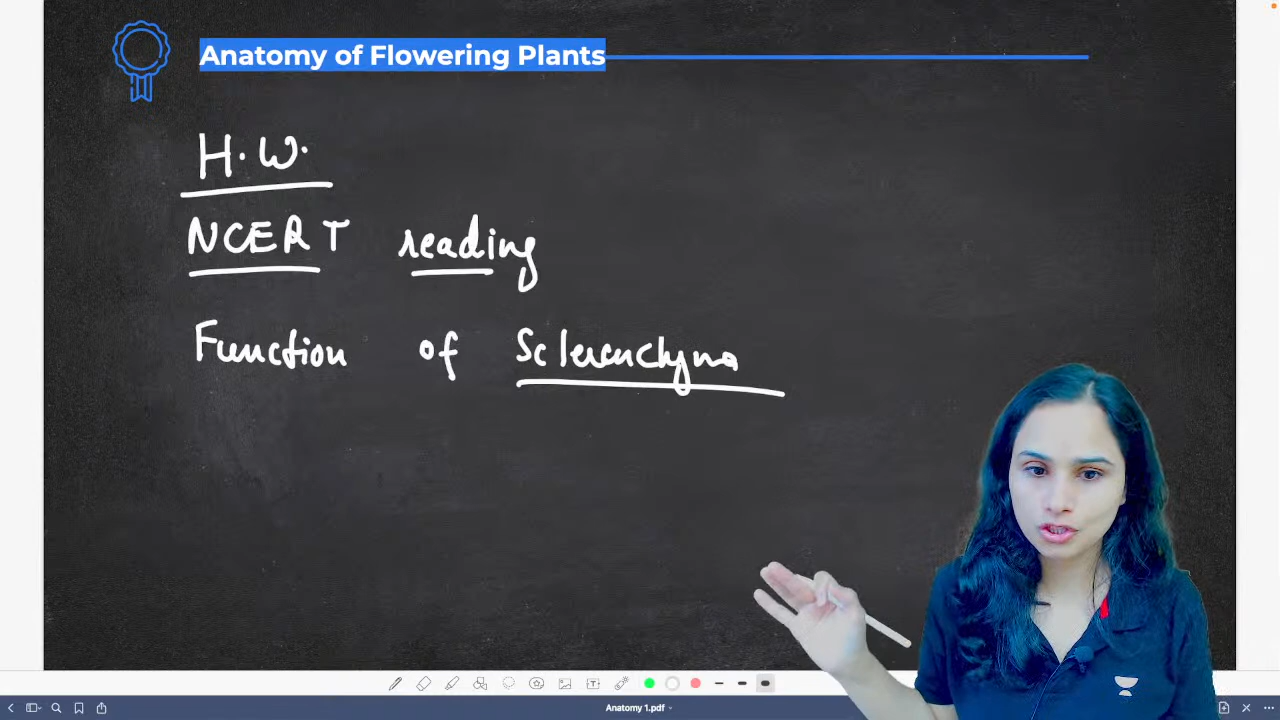 Anatomy of Flowering Plants
H.W.
NCERT reading
Function of Sclerenchyma
Anatomy 1.pdf